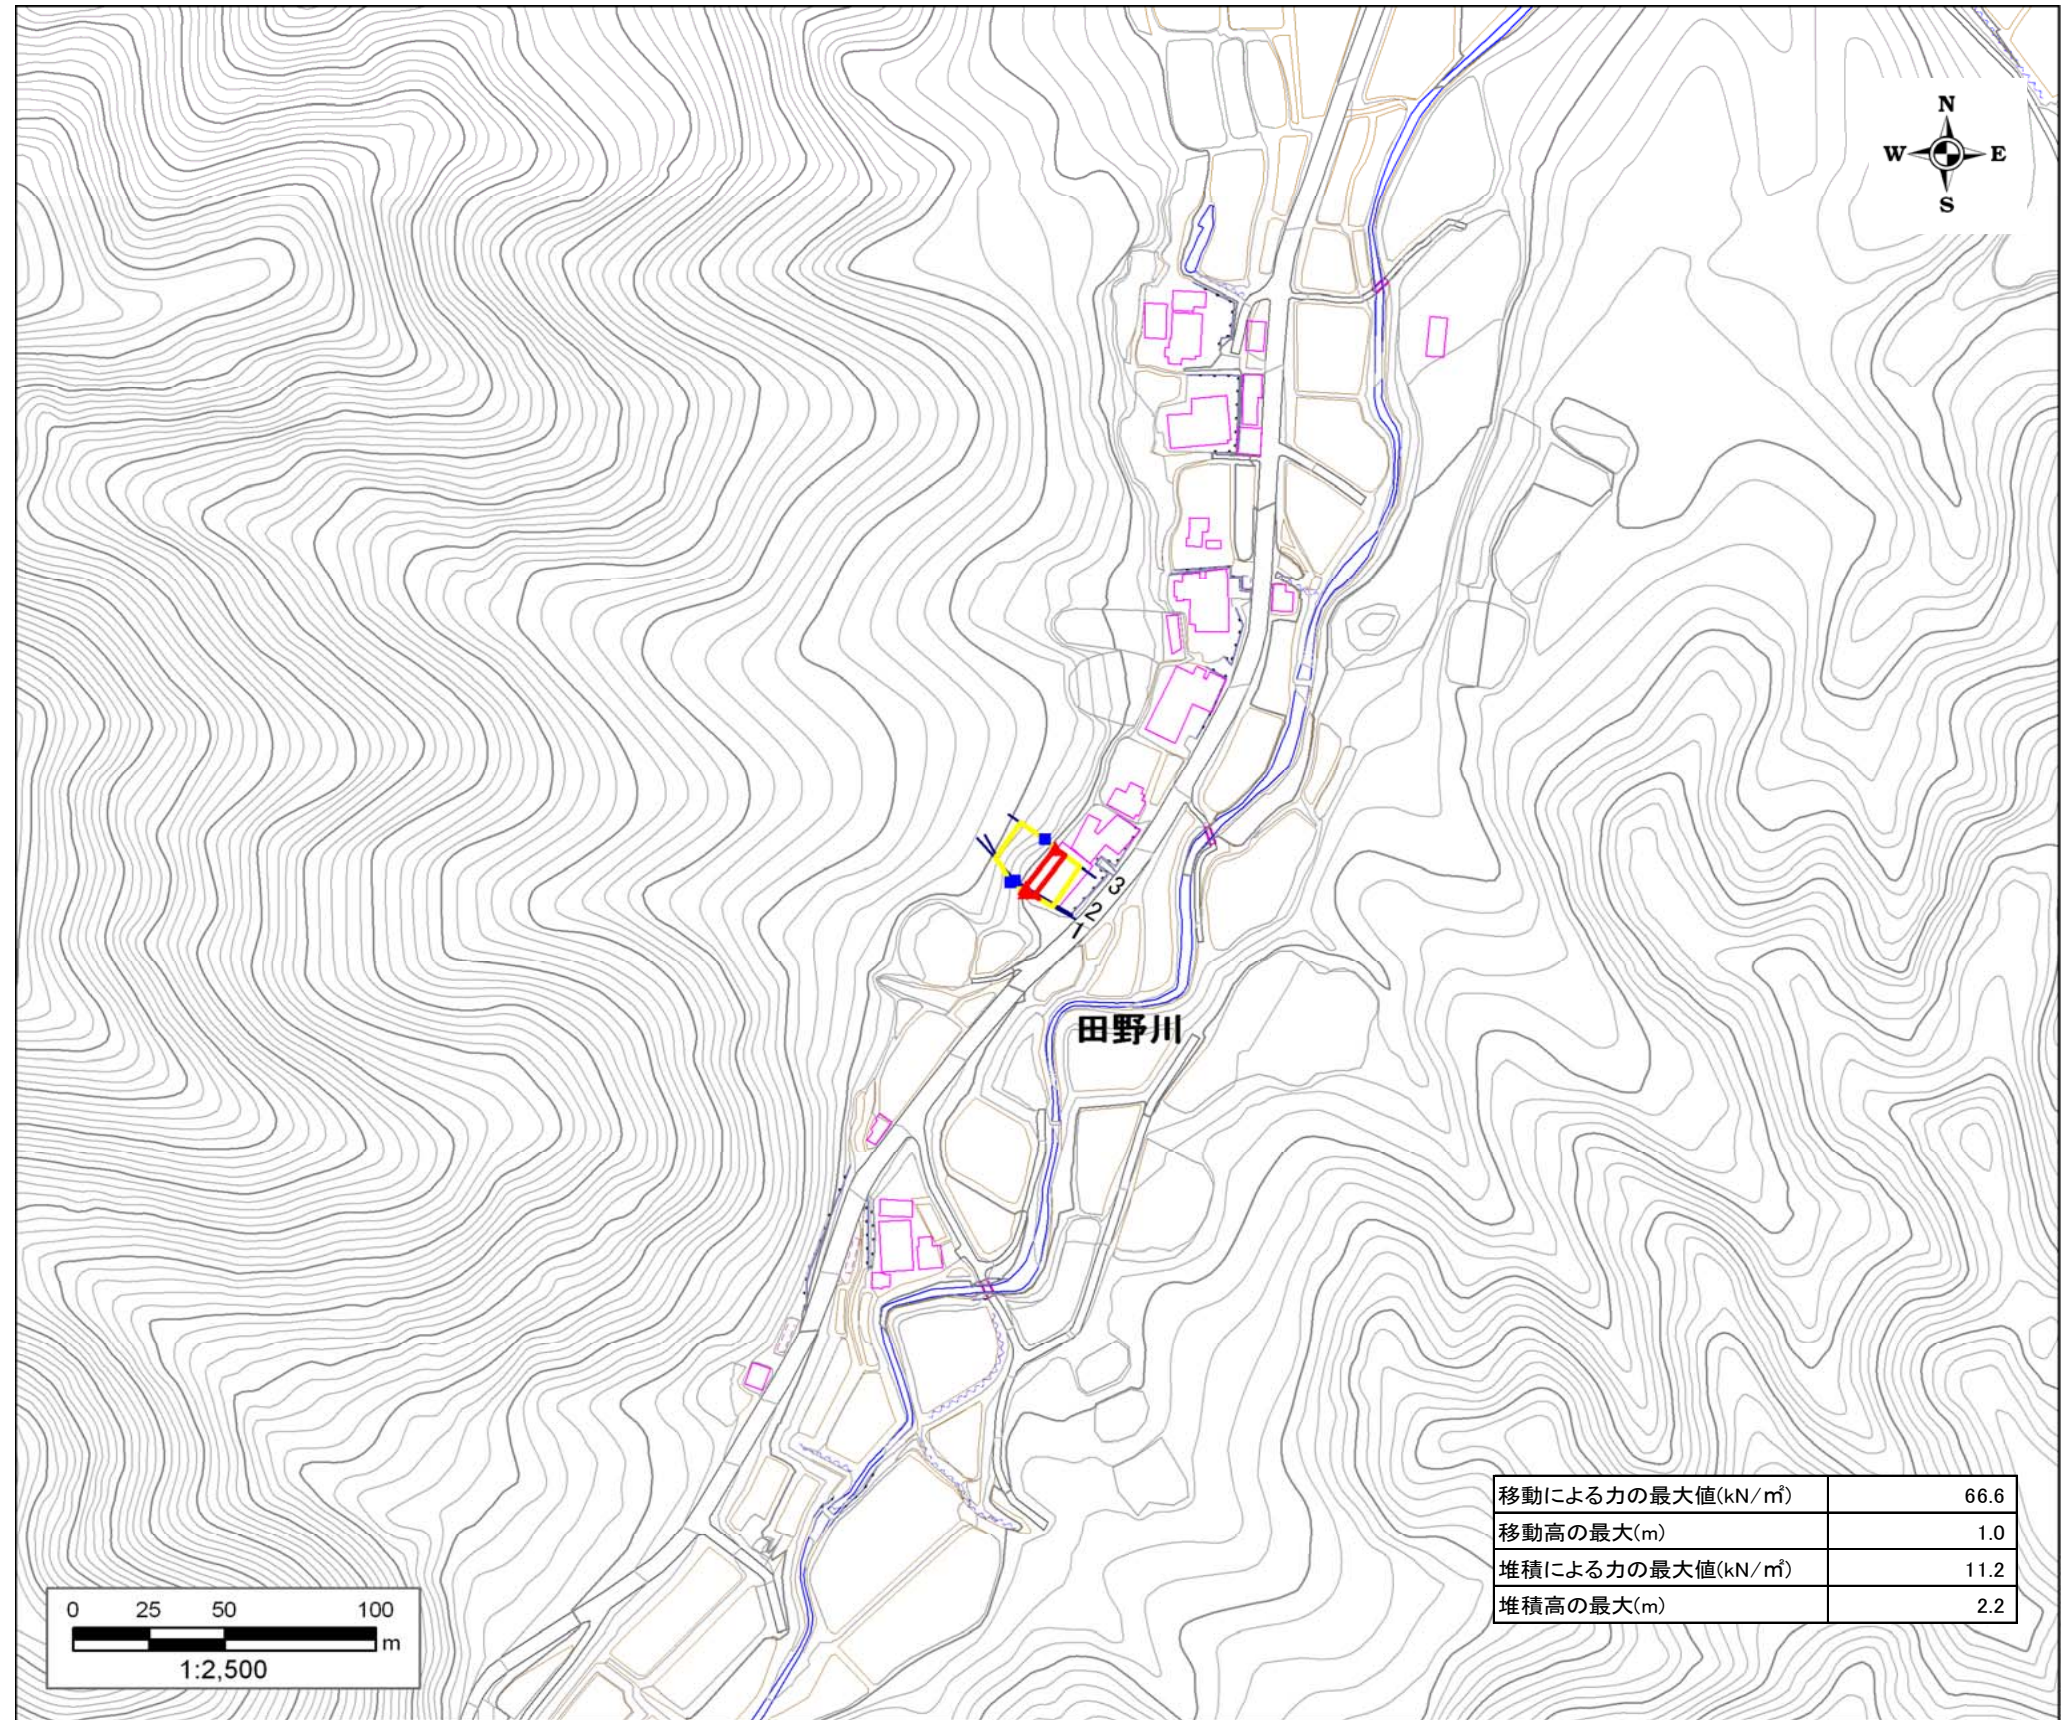 N
W E
S
3
2
1
田野川
移動による力の最大値(kN/㎡) 66.6
移動高の最大(m) 1.0
堆積による力の最大値(kN/㎡) 11.2
堆積高の最大(m) 2.2
0 25 50 100
m
1:2,500